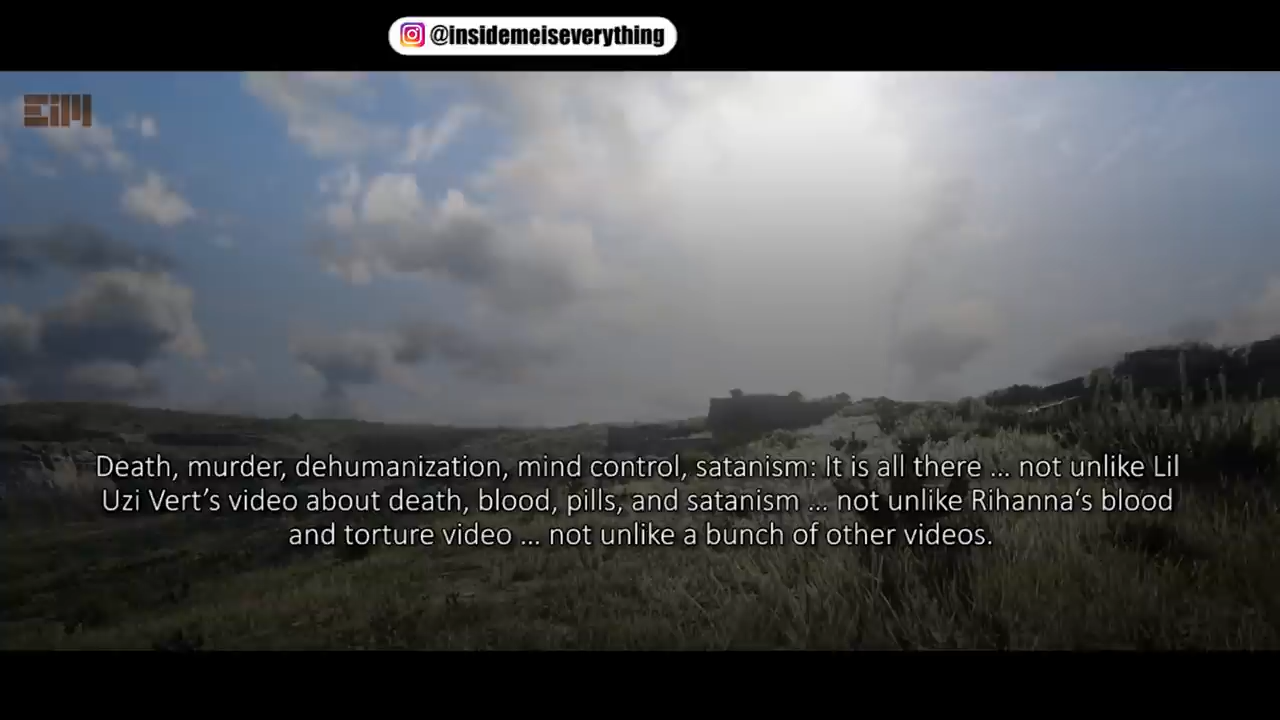 @insidemeiseverything
EiM
Death, murder, dehumanization, mind control, satanism: It is all there ... not unlike Lil
Uzi Vert’s video about death, blood, pills, and satanism ... not unlike Rihanna‘s blood
and torture video ... not unlike a bunch of other videos.